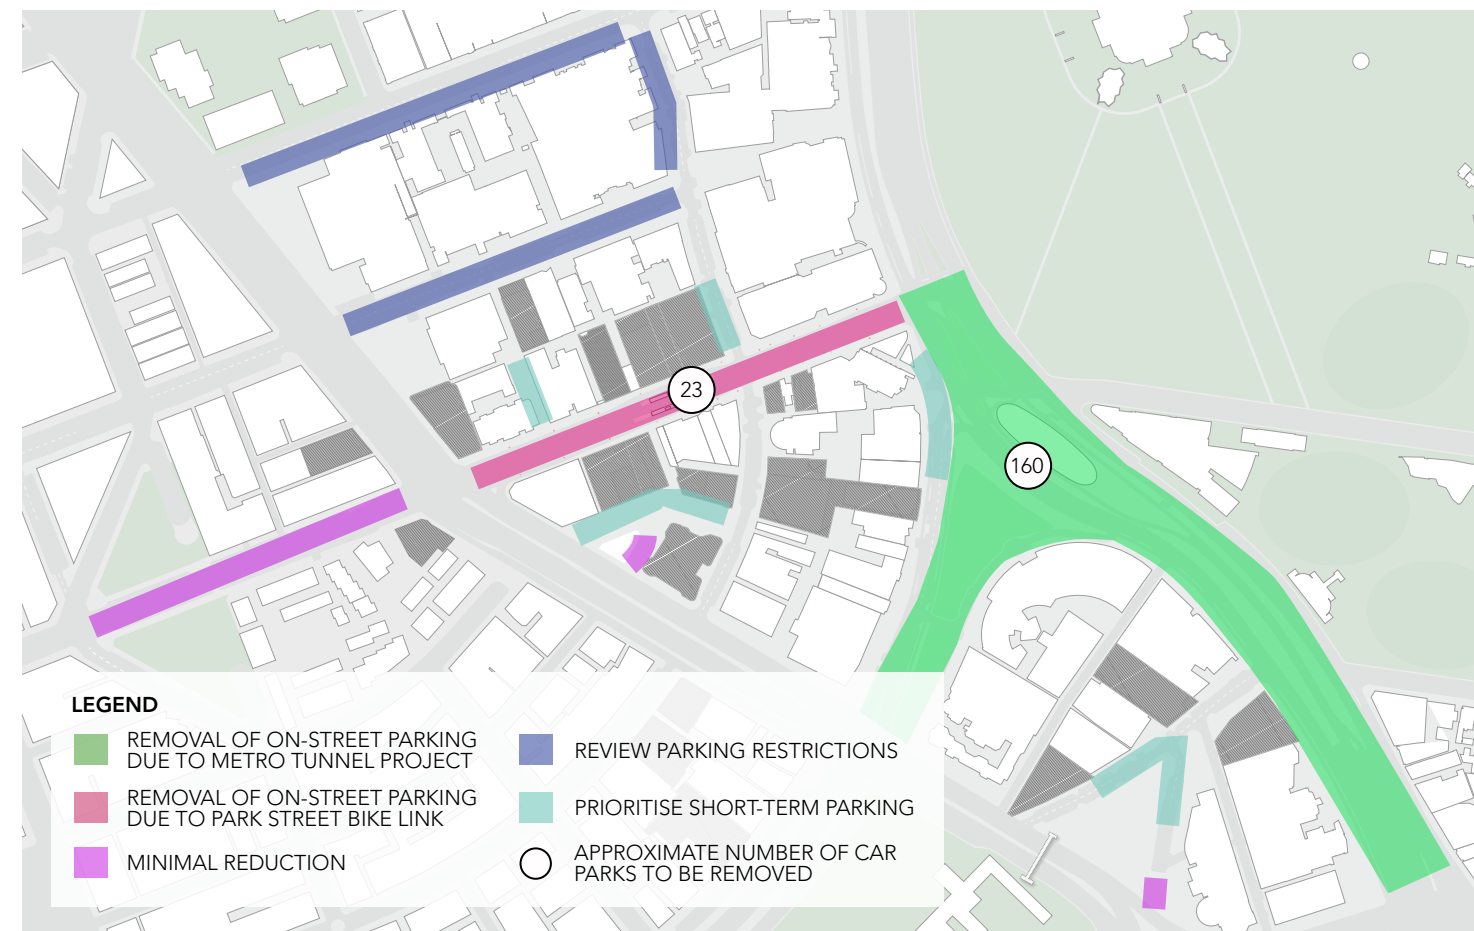 23
160
LEGEND
REMOVAL OF ON-STREET PARKING
DUE TO METRO TUNNEL PROJECT
REMOVAL OF ON-STREET PARKING
DUE TO PARK STREET BIKE LINK
MINIMAL REDUCTION
REVIEW PARKING RESTRICTIONS
PRIORITISE SHORT-TERM PARKING
APPROXIMATE NUMBER OF CAR
PARKS TO BE REMOVED